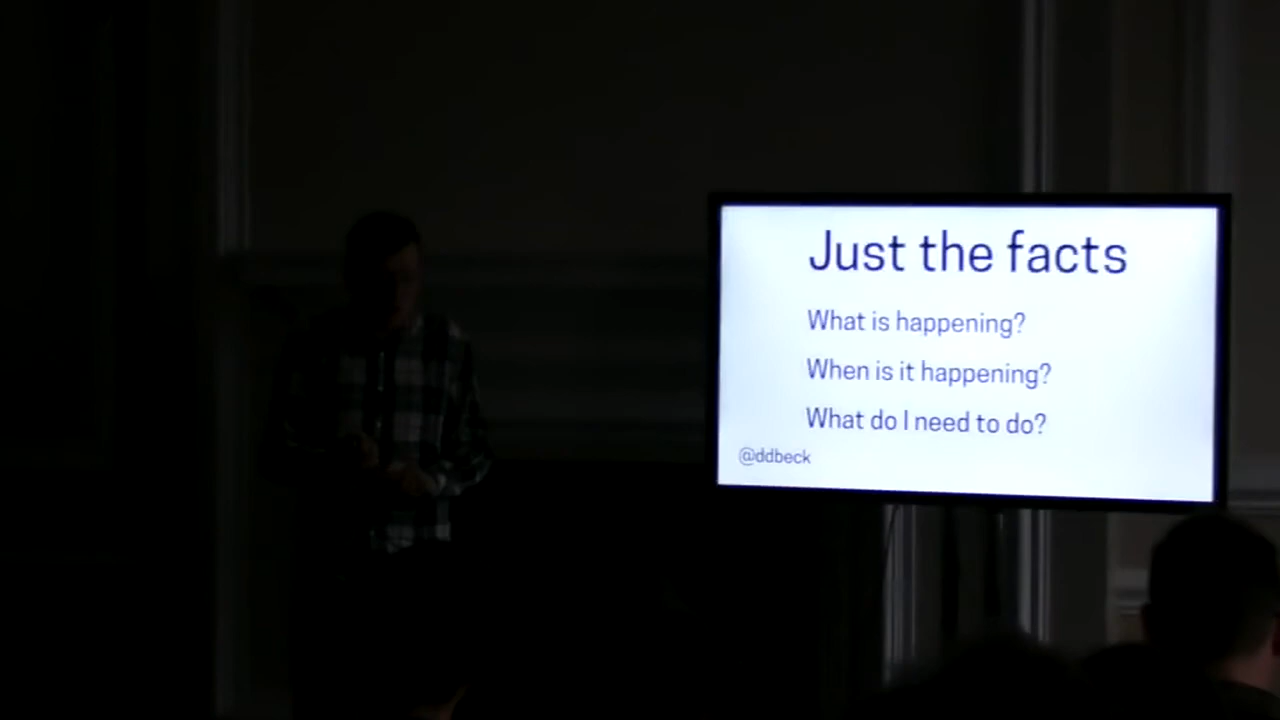 Just the facts
What is happening?
When is it happening?
What do I need to do?
@ddbeck